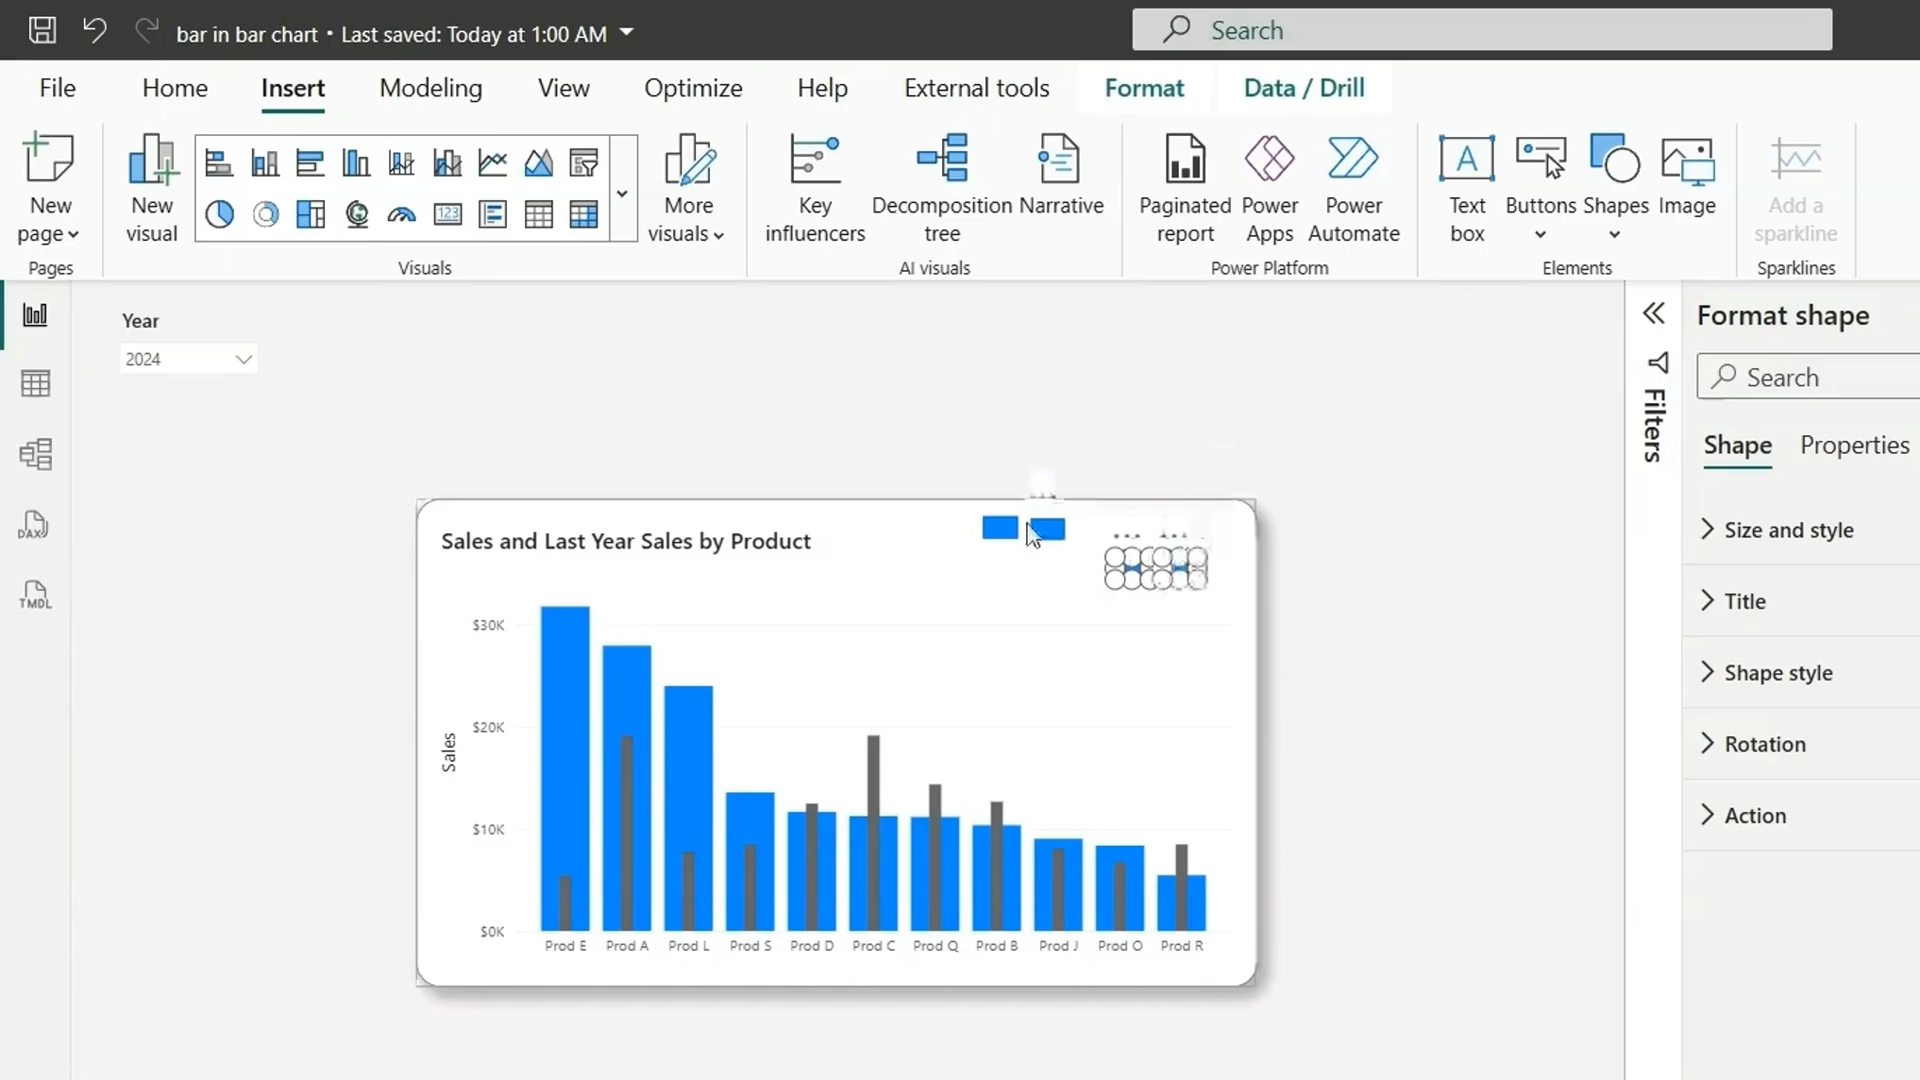 bar in bar chart • Last saved: Today at 1:00 AM
Search
File Home Insert Modeling View Optimize Help External tools Format Data / Drill
New page
Pages
New visual
123
Visuals
More visuals
Key influencers
Decomposition tree
Narrative
AI visuals
Paginated report
Power Apps
Power Automate
Power Platform
A
Text box
Buttons
Shapes
Image
Elements
Add a sparkline
Sparklines
DAX
TMDL
Year
2024
Sales and Last Year Sales by Product
Sales
$30K
$20K
$10K
$0K
Prod E Prod A Prod L Prod S Prod D Prod C Prod Q Prod B Prod J Prod O Prod R
Filters
Format shape
Search
Shape Properties
Size and style
Title
Shape style
Rotation
Action